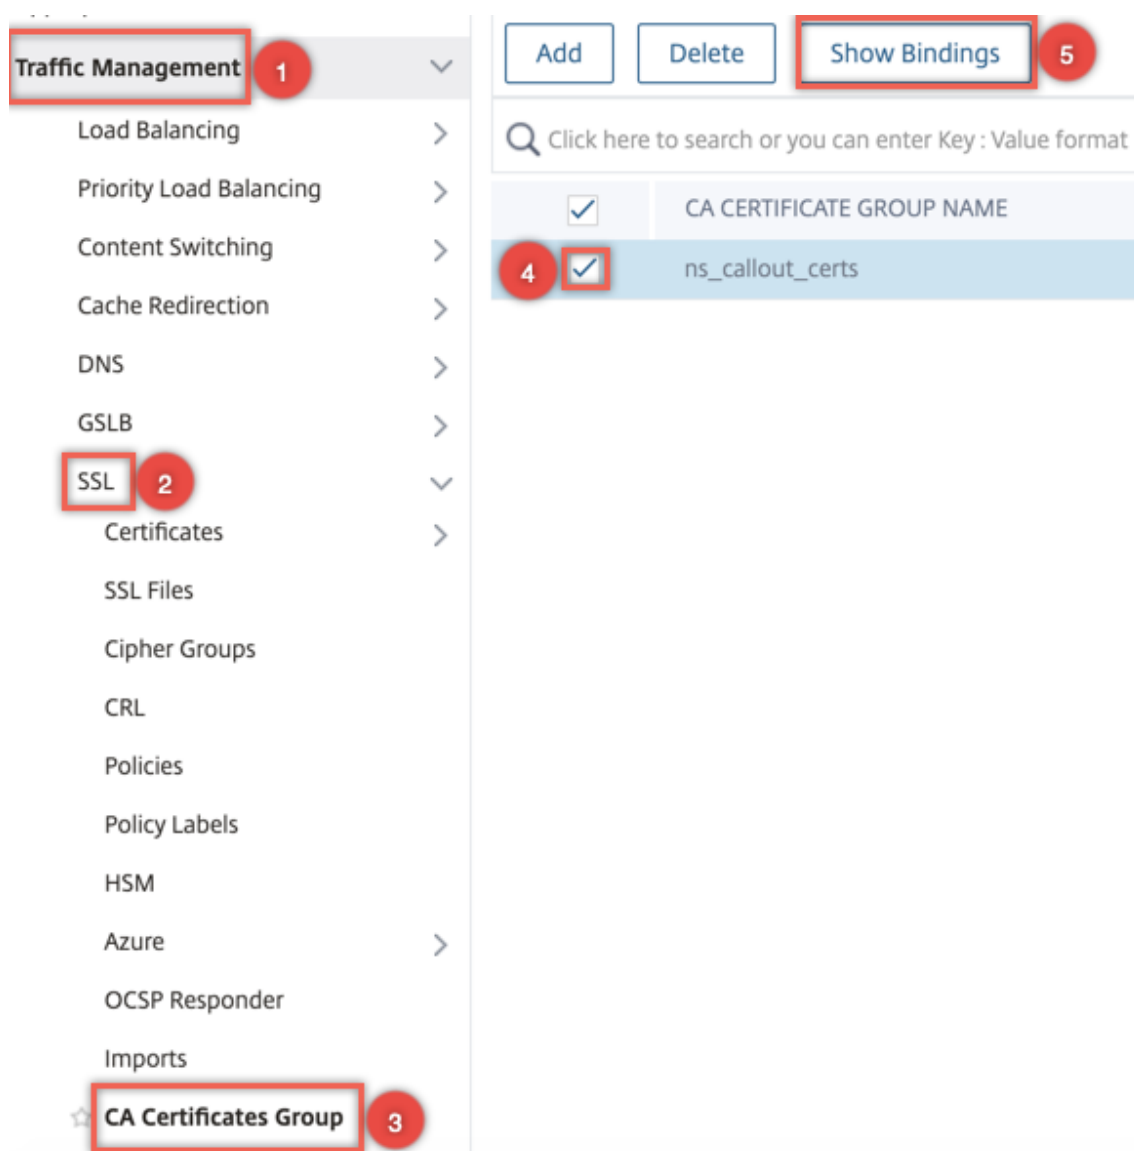 Traffic Management 1
Load Balancing
Priority Load Balancing
Content Switching
Cache Redirection
DNS
GSLB
SSL 2
Certificates
SSL Files
Cipher Groups
CRL
Policies
Policy Labels
HSM
Azure
OCSP Responder
Imports
CA Certificates Group 3
Add Delete Show Bindings 5
Click here to search or you can enter Key : Value format
CA CERTIFICATE GROUP NAME
4 ns_callout_certs